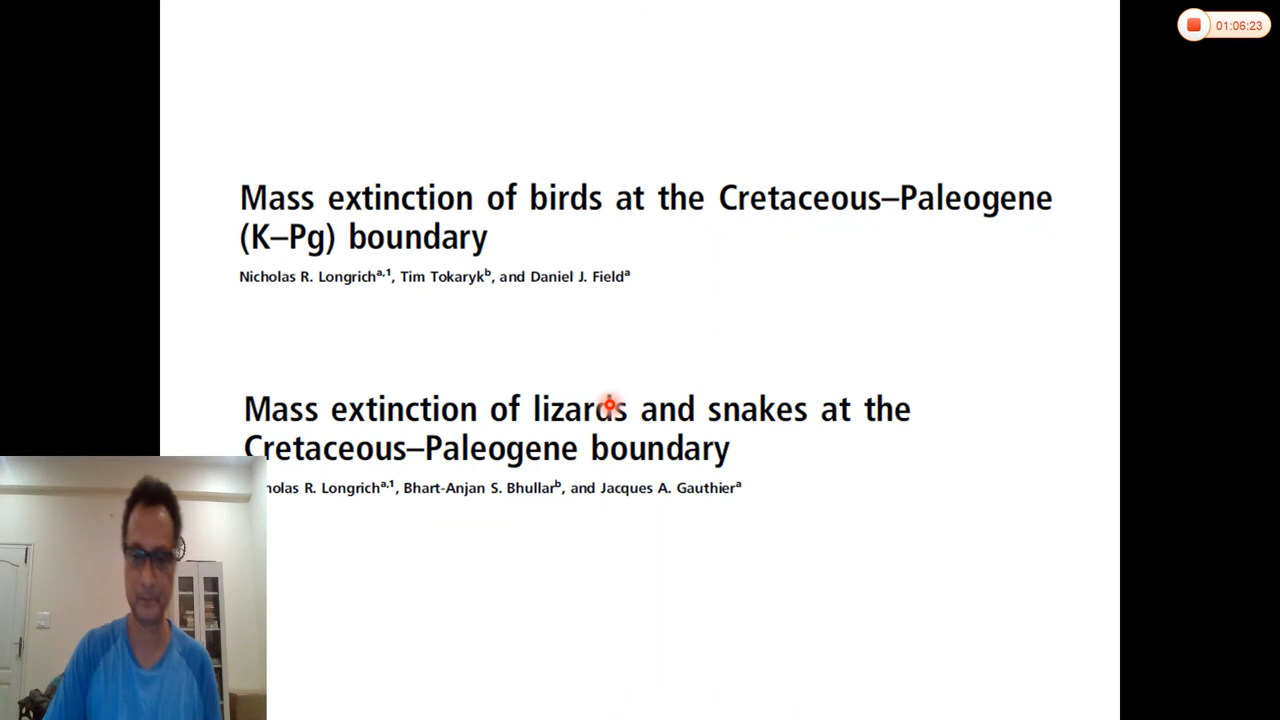 01:06:23
Mass extinction of birds at the Cretaceous–Paleogene
(K–Pg) boundary
Nicholas R. Longricha,1, Tim Tokarykb, and Daniel J. Fielda
Mass extinction of lizards and snakes at the
Cretaceous–Paleogene boundary
holas R. Longricha,1, Bhart-Anjan S. Bhullarb, and Jacques A. Gauthiera